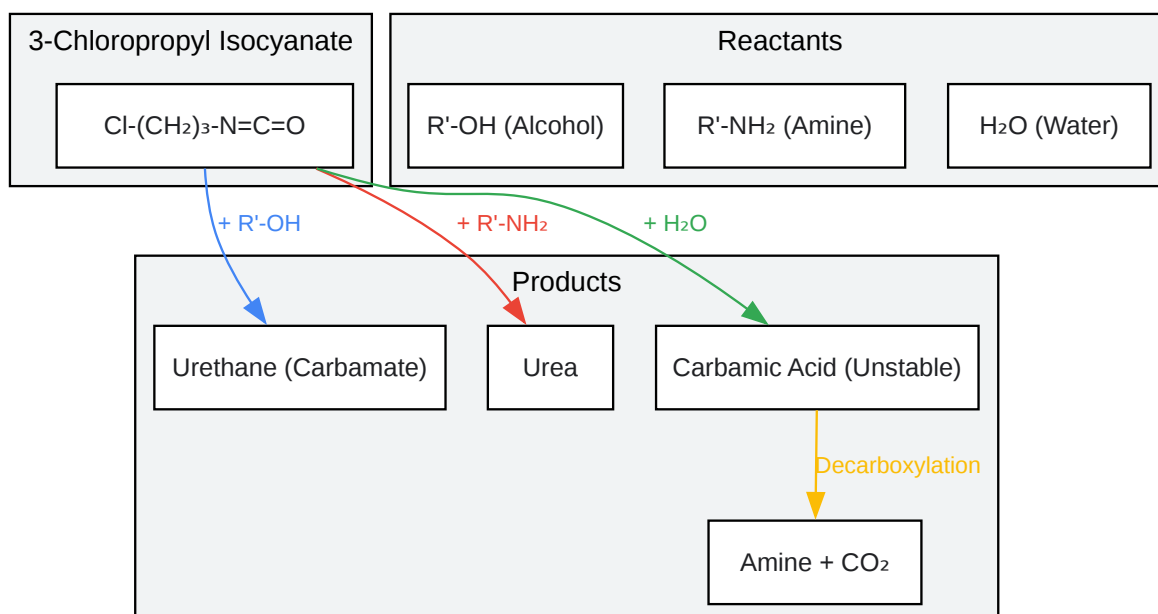 3-Chloropropyl Isocyanate
Reactants
Cl-(CH₂)₃-N=C=O
R'-OH (Alcohol)
R'-NH₂ (Amine)
H₂O (Water)
+ R'-OH
+ R'-NH₂
+ H₂O
Products
Urethane (Carbamate)
Urea
Carbamic Acid (Unstable)
Decarboxylation
Amine + CO₂